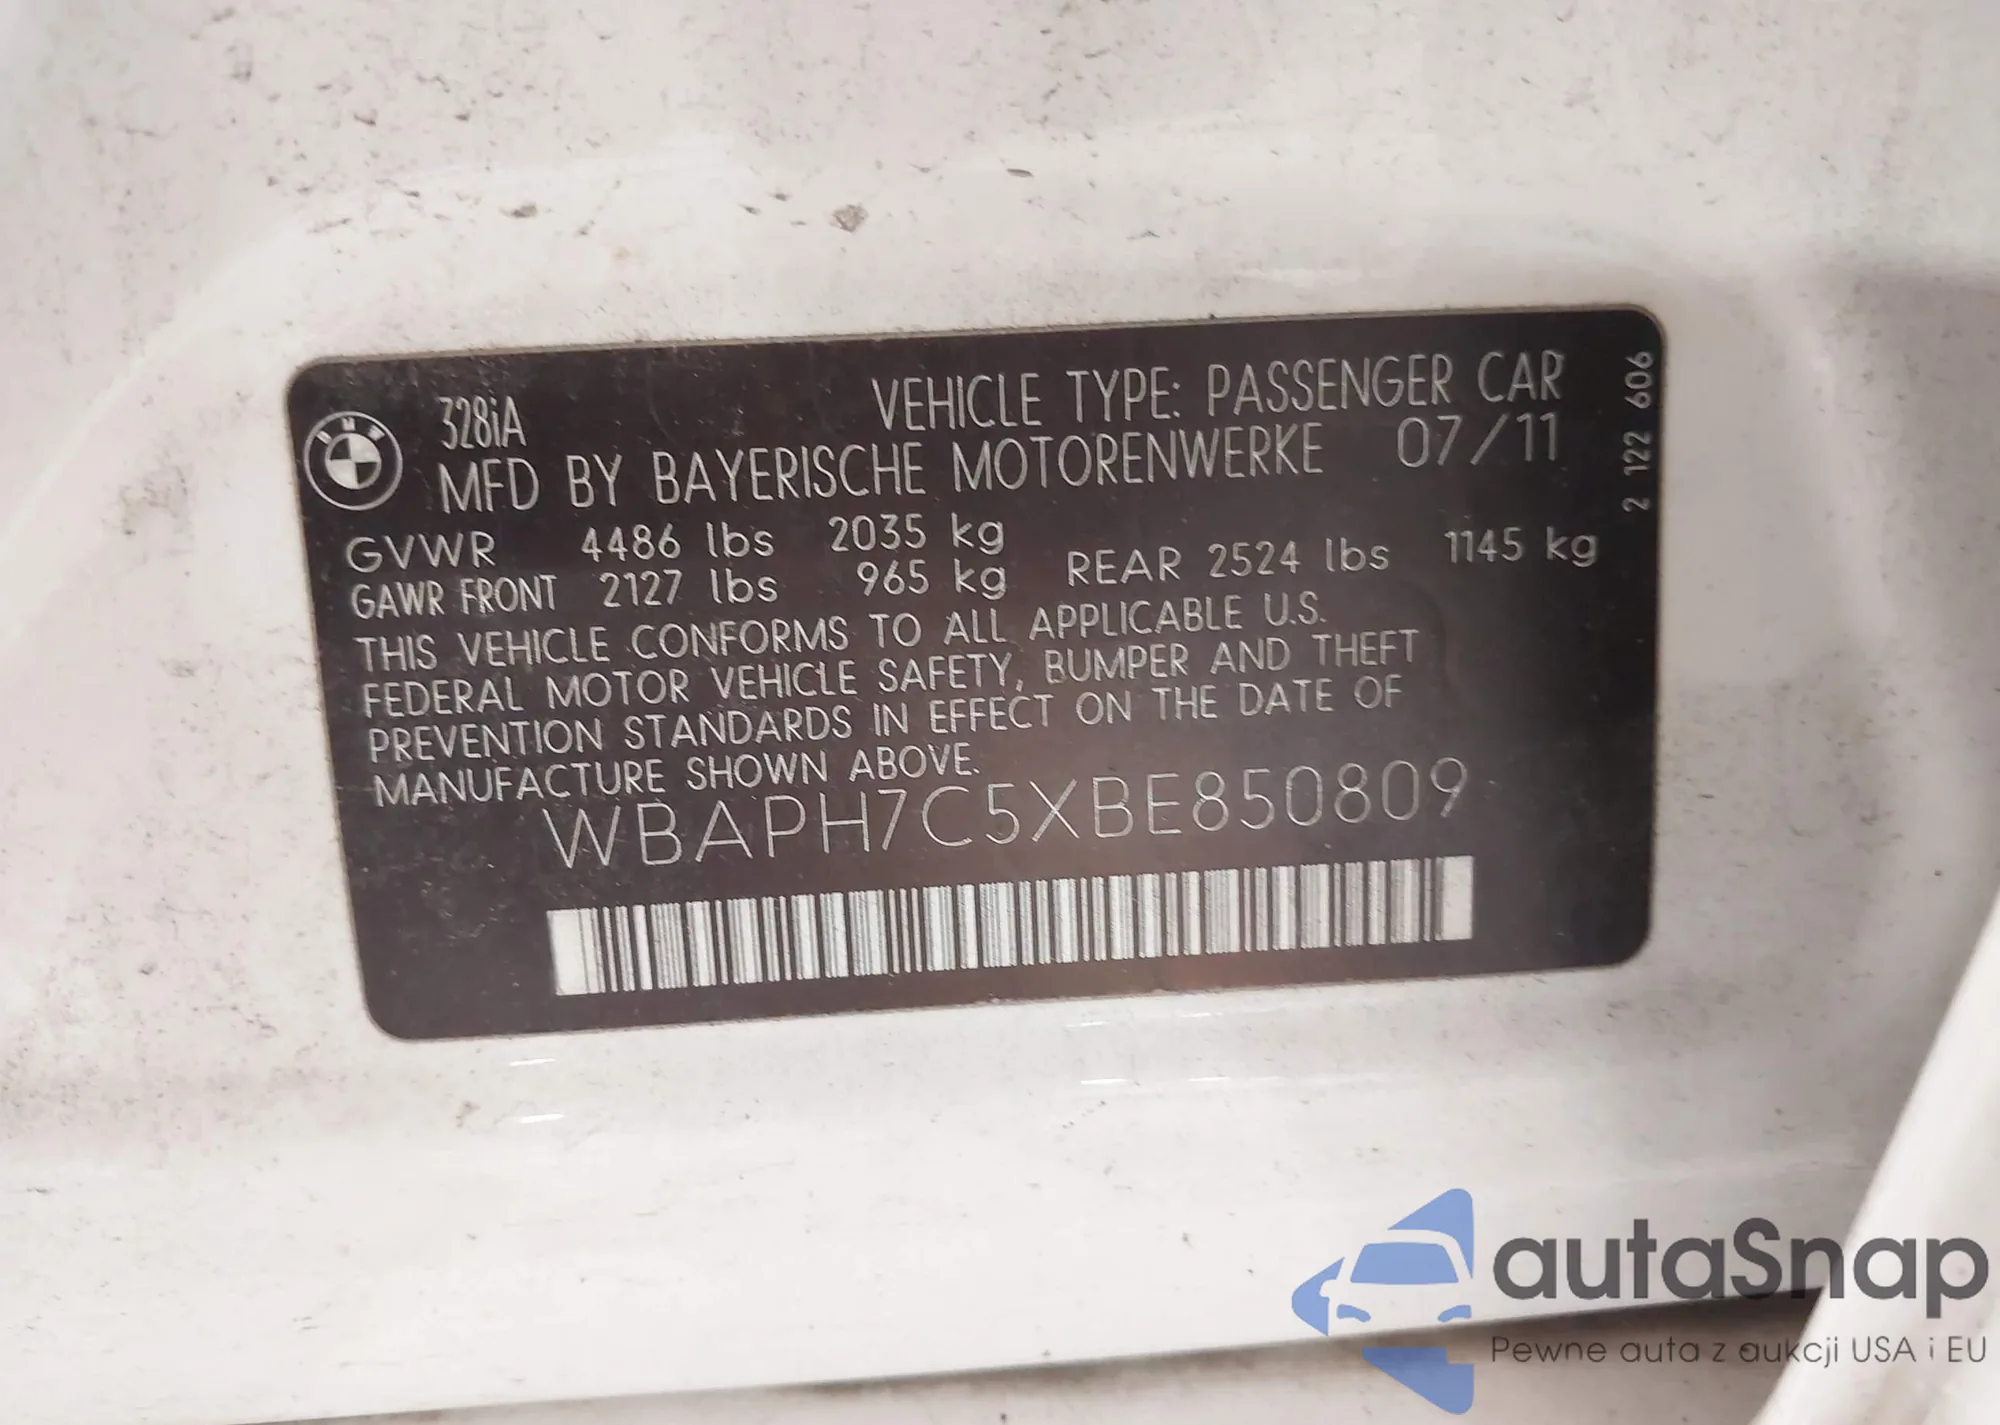 BMW
328iA
VEHICLE TYPE: PASSENGER CAR
MFD BY BAYERISCHE MOTORENWERKE 07/11
GVWR 4486 lbs 2035 kg
GAWR FRONT 2127 lbs 965 kg REAR 2524 lbs 1145 kg
THIS VEHICLE CONFORMS TO ALL APPLICABLE U.S.
FEDERAL MOTOR VEHICLE SAFETY, BUMPER AND THEFT
PREVENTION STANDARDS IN EFFECT ON THE DATE OF
MANUFACTURE SHOWN ABOVE.
WBAPH7C5XBE850809
2 122 606
autaSnap
Pewne auta z aukcji USA i EU